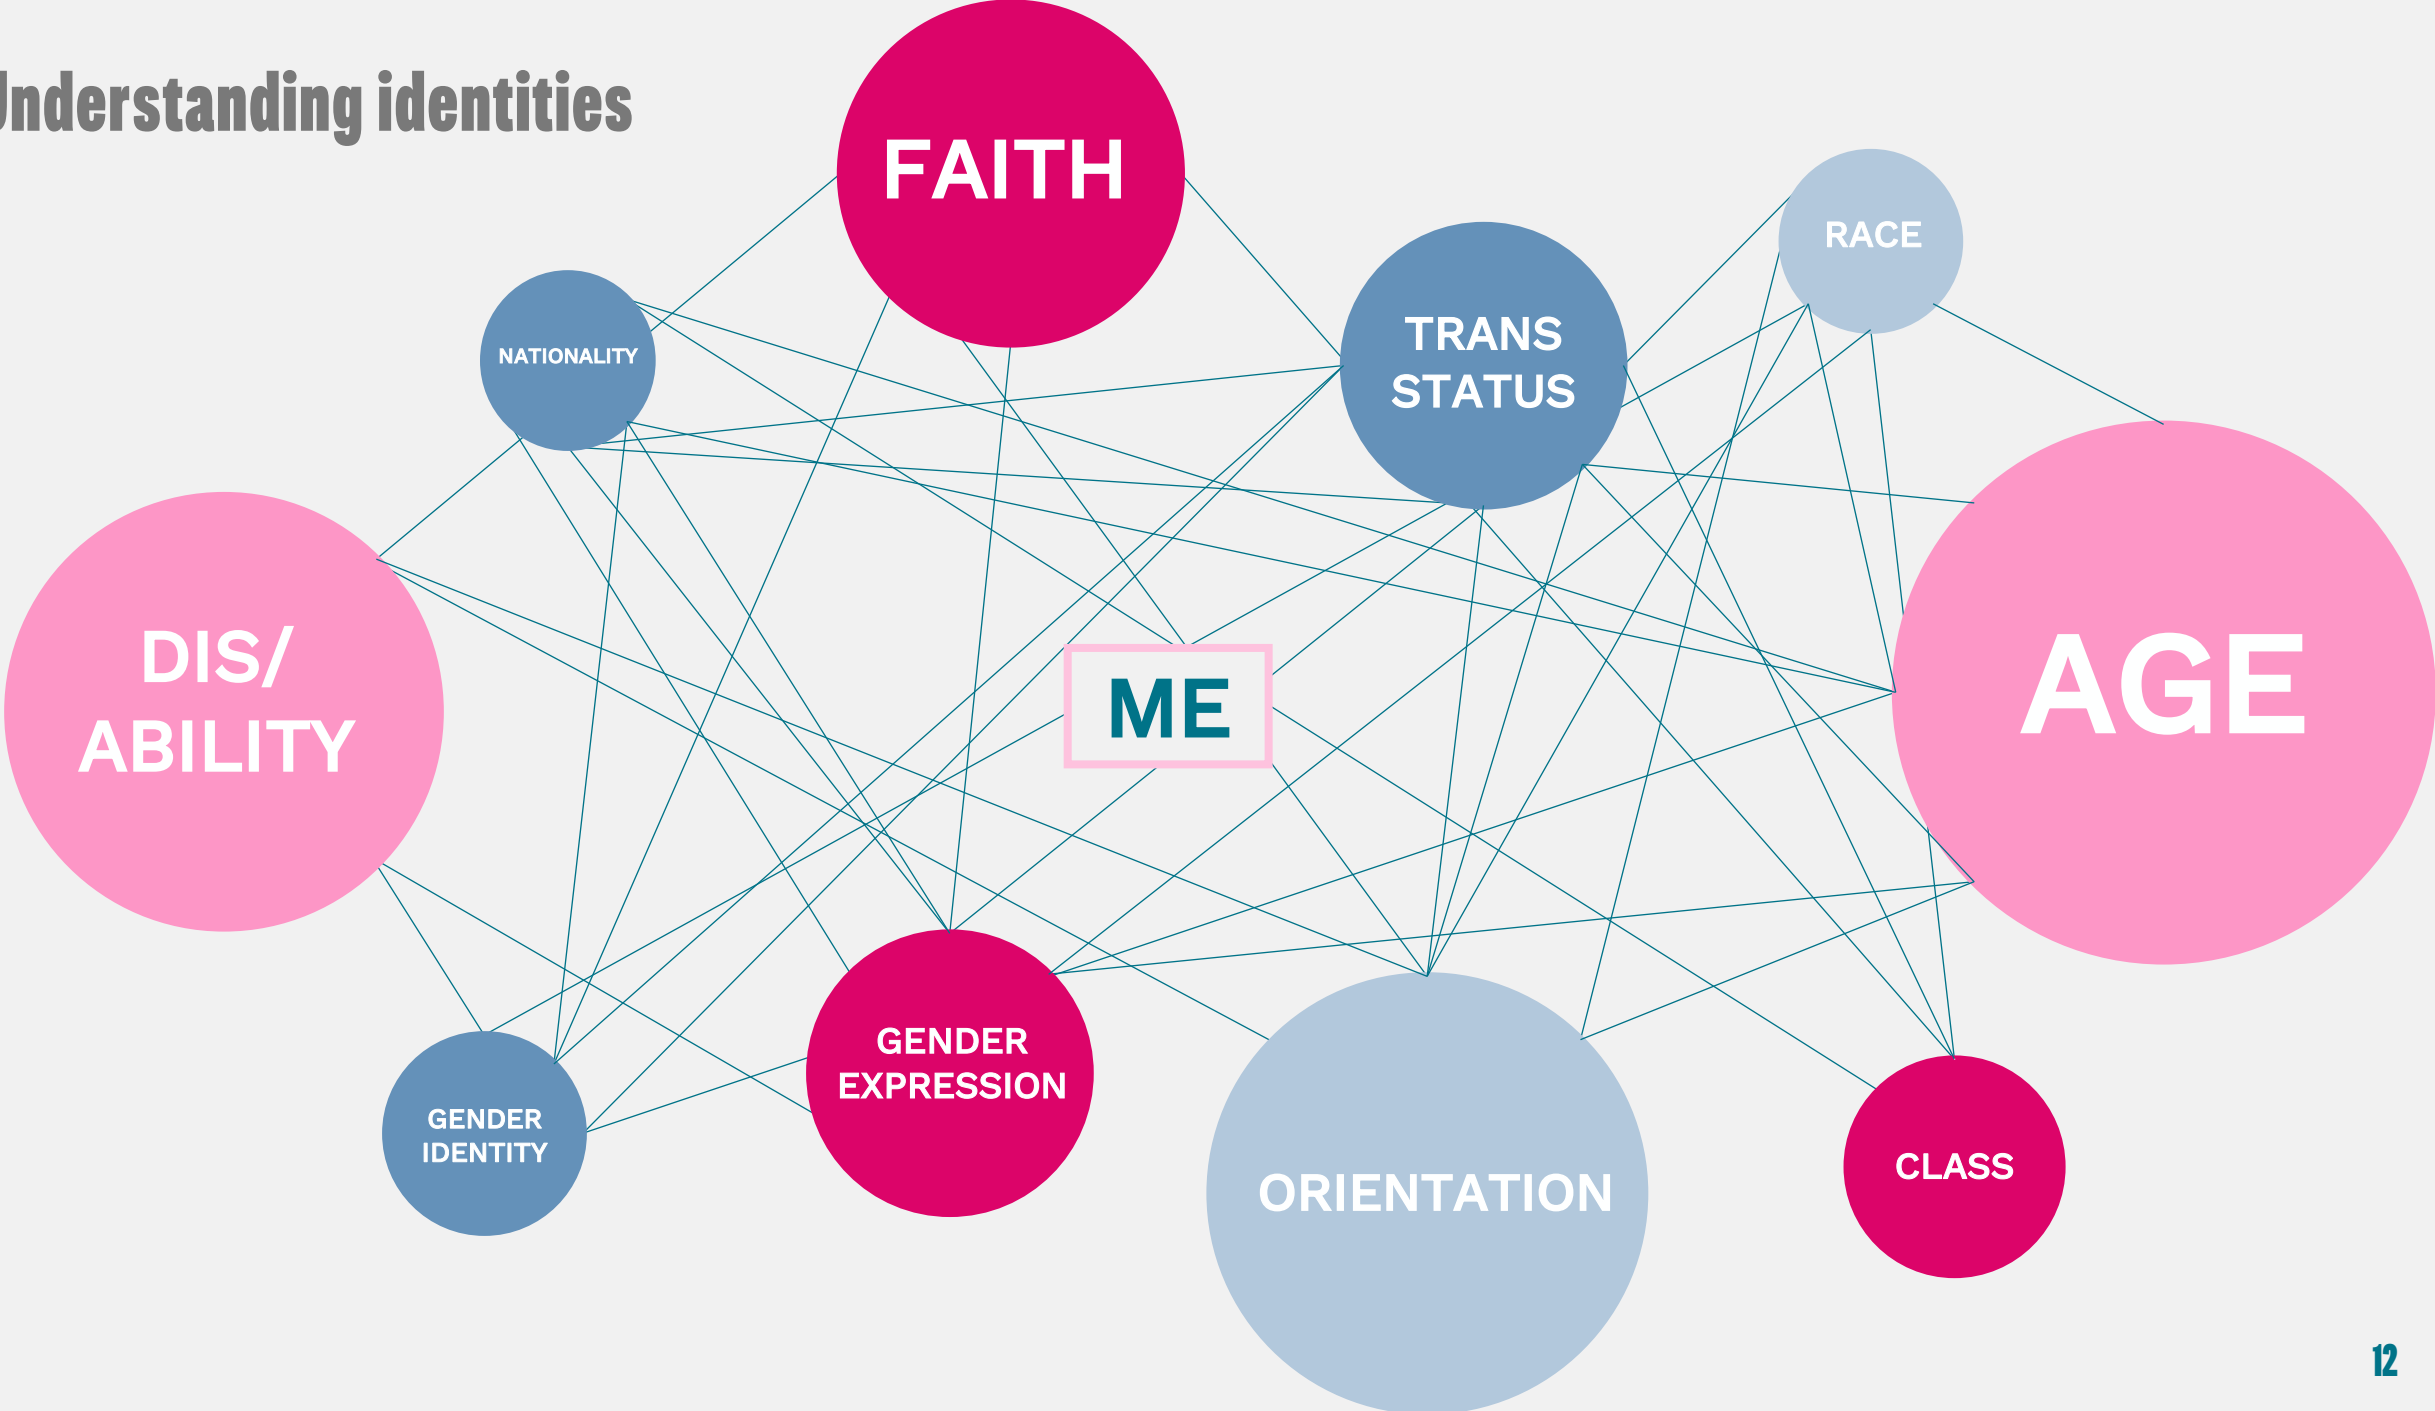 Understanding identities
FAITH
RACE
TRANS
STATUS
NATIONALITY
DIS/
ABILITY
ME
AGE
GENDER
EXPRESSION
GENDER
IDENTITY
ORIENTATION
CLASS
12